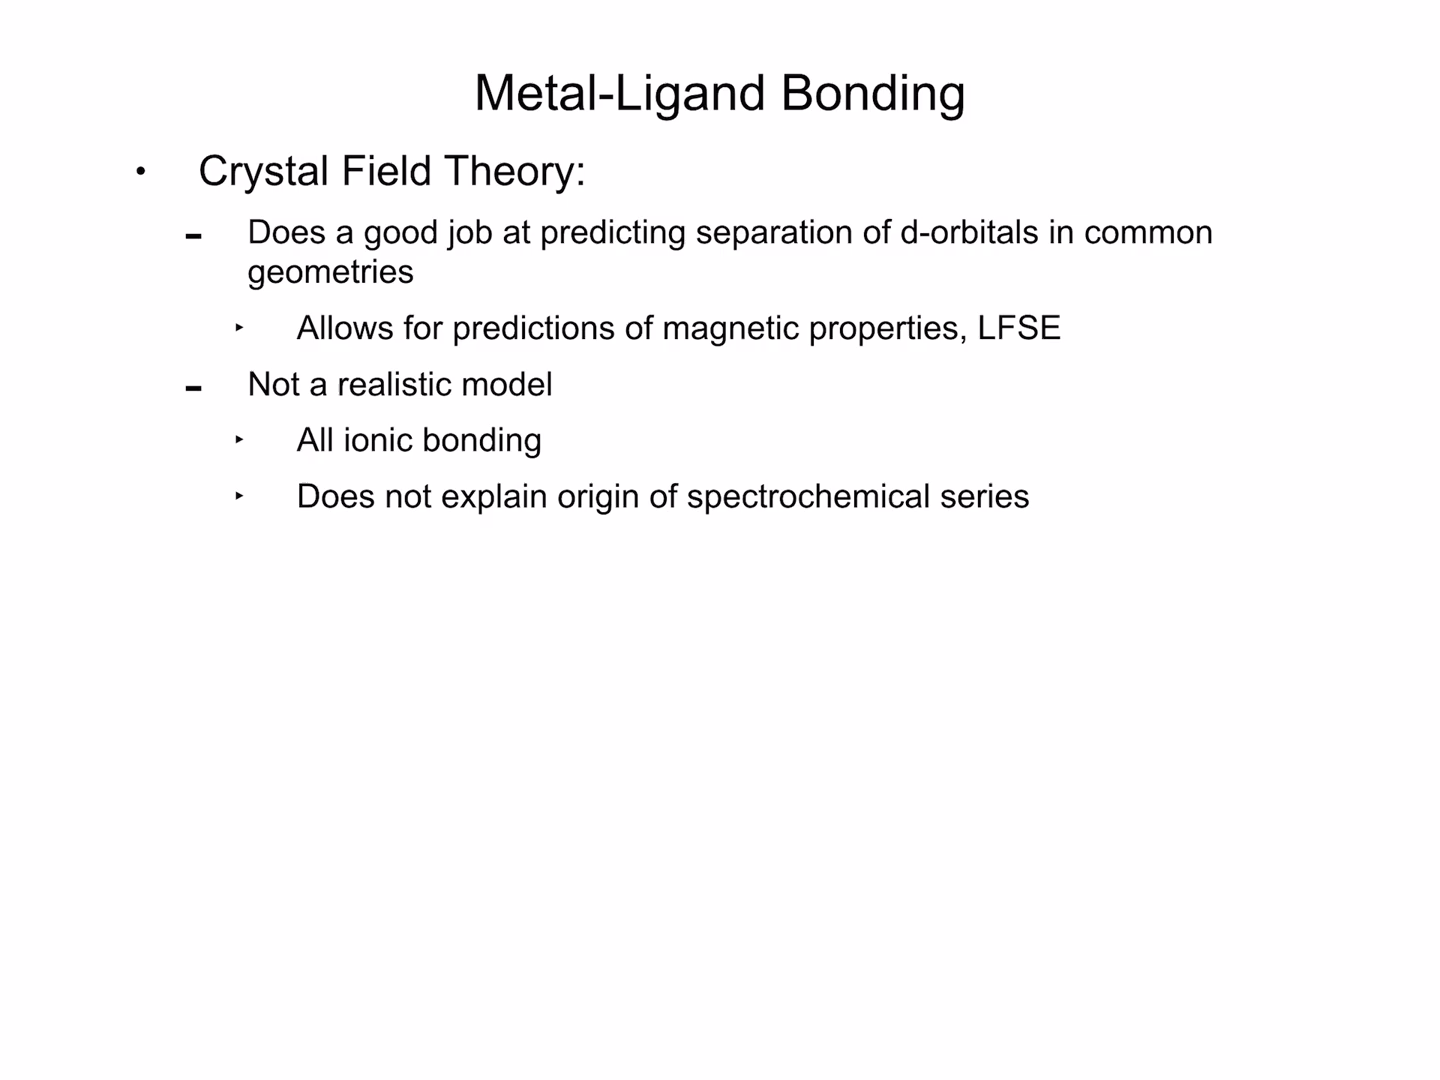 Metal-Ligand Bonding
• Crystal Field Theory:
– Does a good job at predicting separation of d-orbitals in common
geometries
‣ Allows for predictions of magnetic properties, LFSE
– Not a realistic model
‣ All ionic bonding
‣ Does not explain origin of spectrochemical series